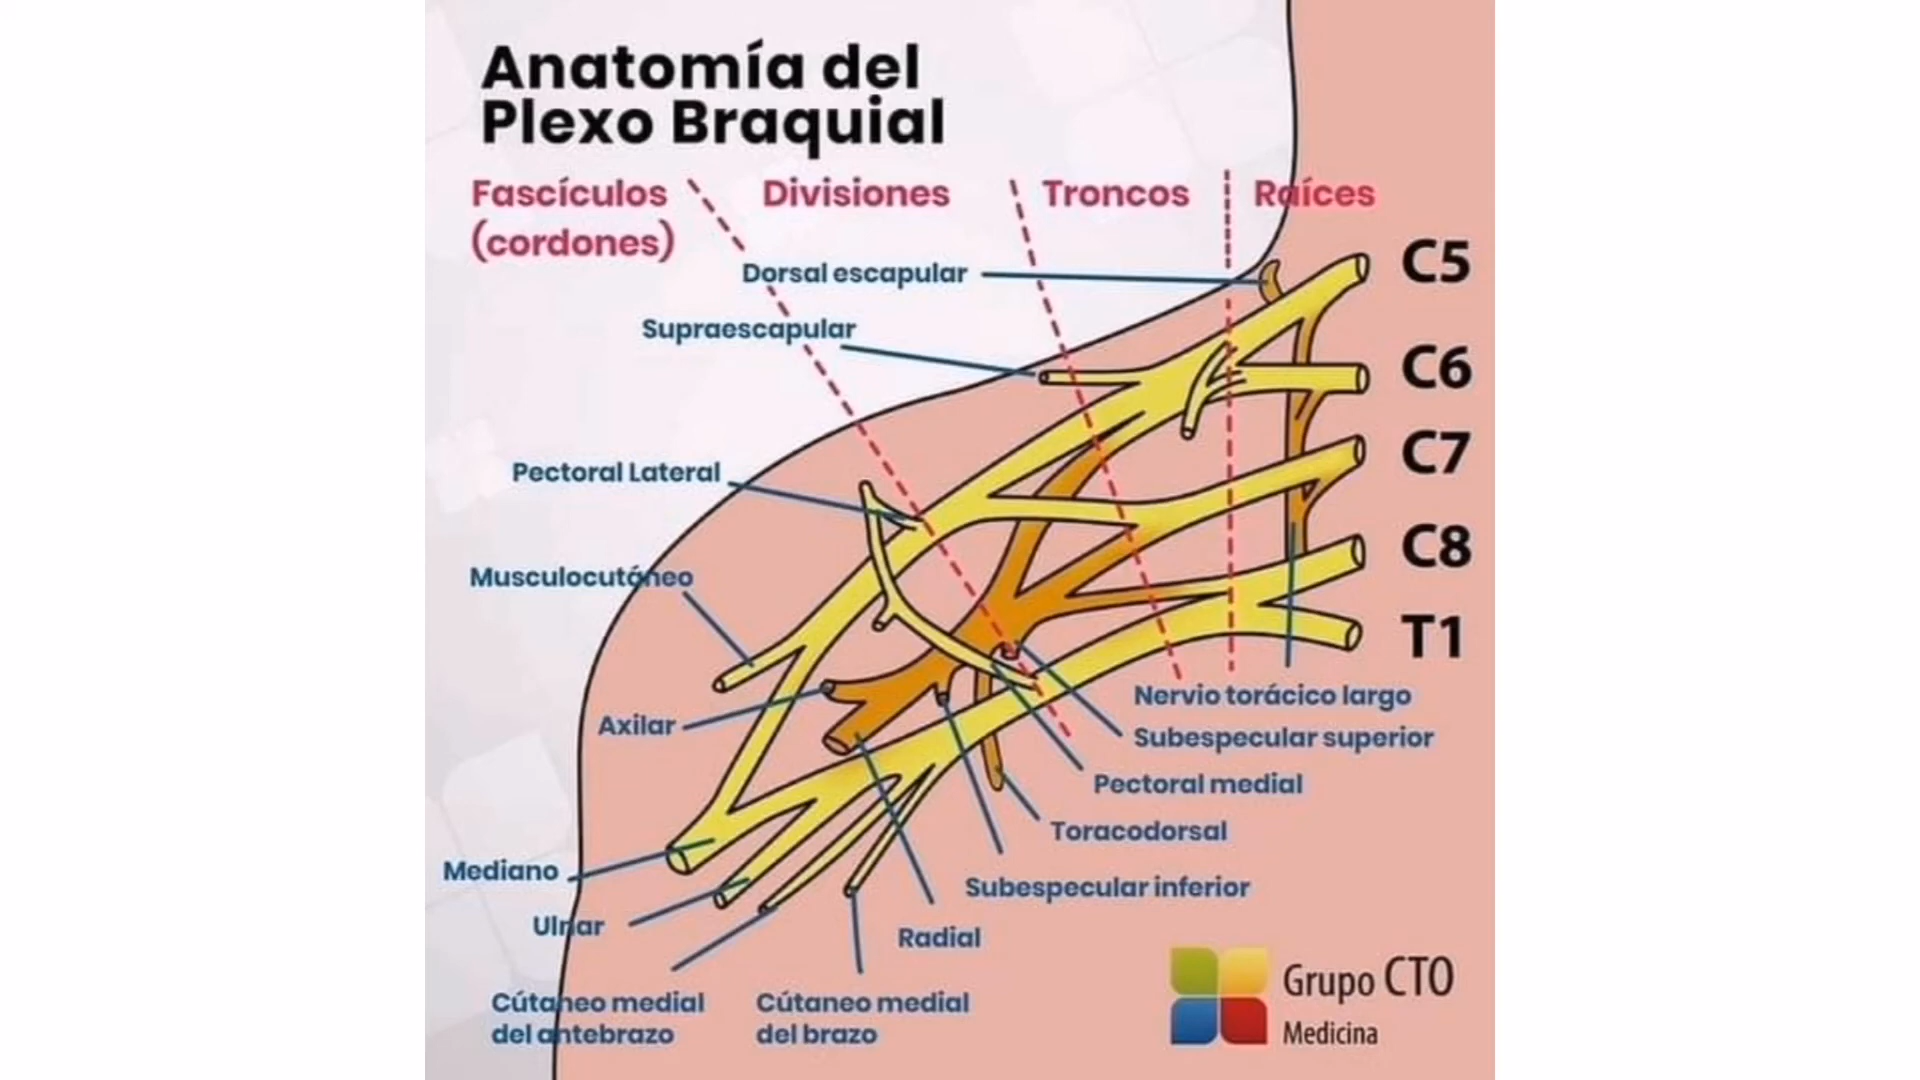 Anatomía del
Plexo Braquial
Fascículos
(cordones)
Divisiones
Troncos
Raíces
Dorsal escapular
C5
Supraescapular
C6
C7
Pectoral Lateral
C8
Musculocutáneo
T1
Nervio torácico largo
Axilar
Subespecular superior
Pectoral medial
Toracodorsal
Mediano
Subespecular inferior
Ulnar
Radial
Cútaneo medial
del antebrazo
Cútaneo medial
del brazo
Grupo CTO
Medicina